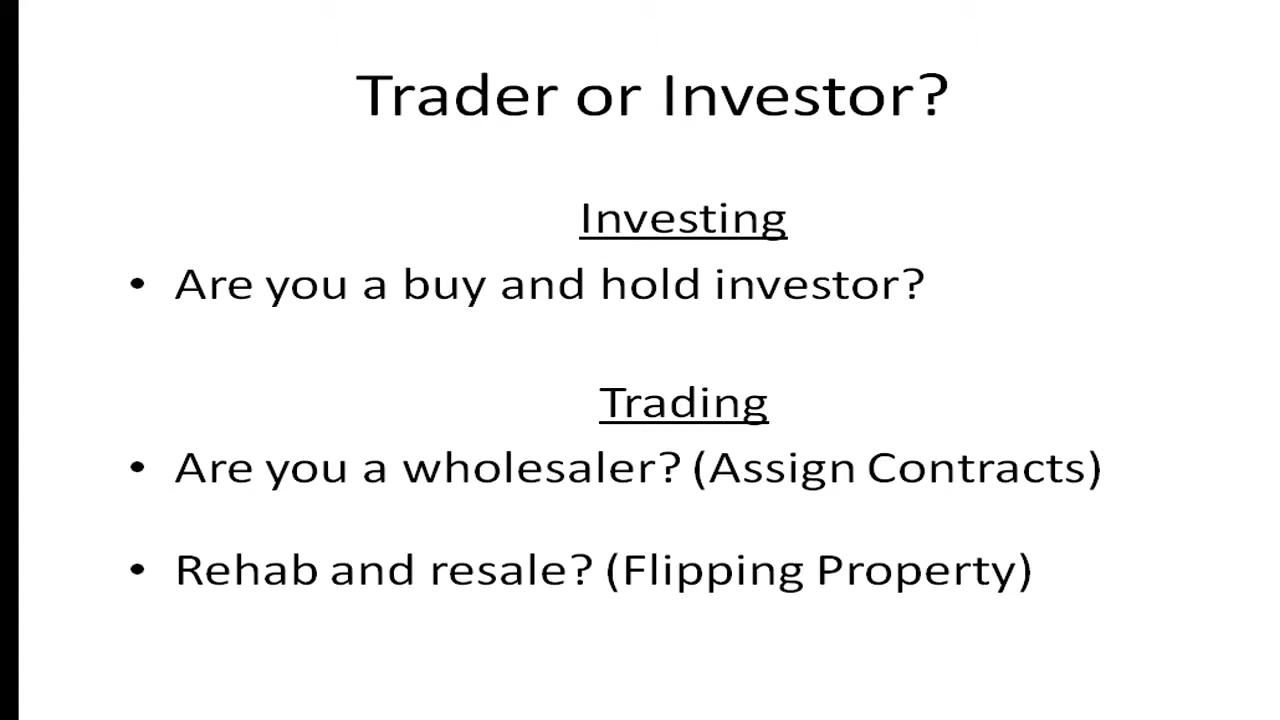 Trader or Investor?
Investing
• Are you a buy and hold investor?
Trading
• Are you a wholesaler? (Assign Contracts)
• Rehab and resale? (Flipping Property)